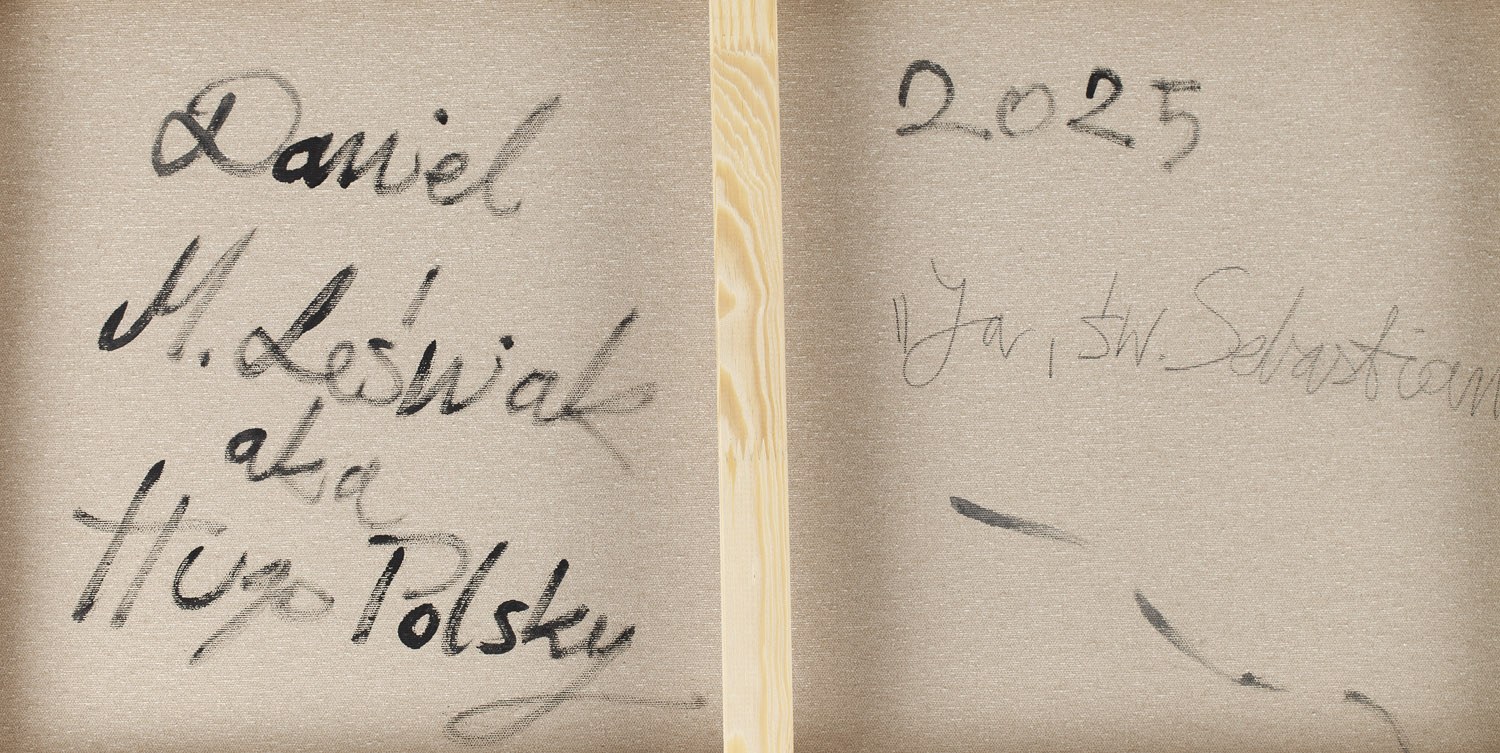 Daniel
M. Leśniak
aka
Hugo Polsky
2025
"Ja, św. Sebastian